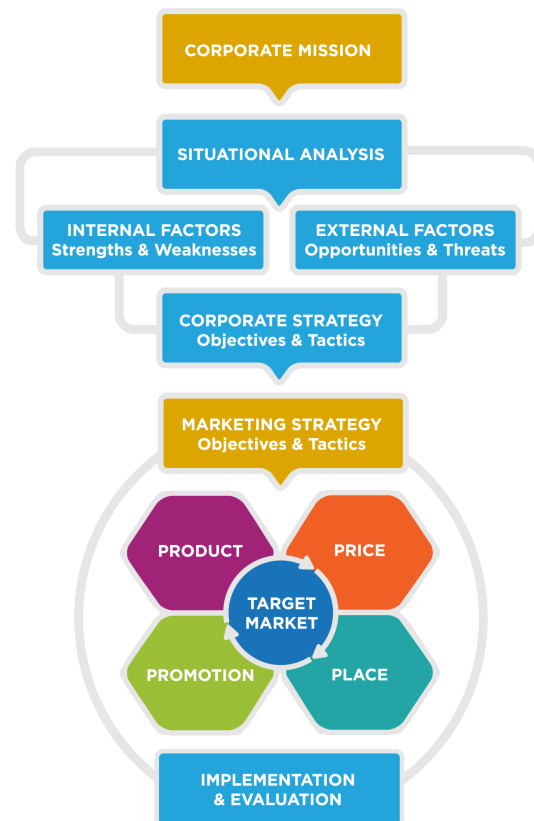 CORPORATE MISSION
SITUATIONAL ANALYSIS
INTERNAL FACTORS
Strengths & Weaknesses
EXTERNAL FACTORS
Opportunities & Threats
CORPORATE STRATEGY
Objectives & Tactics
MARKETING STRATEGY
Objectives & Tactics
PRODUCT
PRICE
TARGET
MARKET
PROMOTION
PLACE
IMPLEMENTATION
& EVALUATION